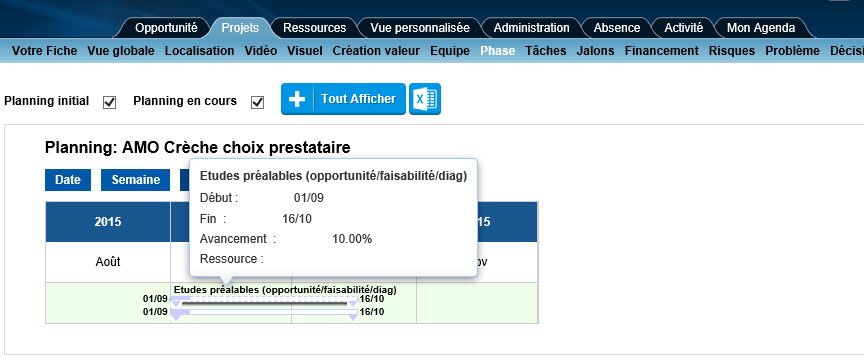 Opportunité Projets Ressources Vue personnalisée Administration Absence Activité Mon Agenda
Votre Fiche Vue globale Localisation Vidéo Visuel Création valeur Equipe Phase Tâches Jalons Financement Risques Problème Décisi
Planning initial Planning en cours Tout Afficher
Planning: AMO Crèche choix prestataire
Date Semaine
Etudes préalables (opportunité/faisabilité/diag)
Début : 01/09
Fin : 16/10
Avancement : 10.00%
Ressource :
2015 15
Août ov
Etudes préalables (opportunité/faisabilité/diag)
01/09 16/10
01/09 16/10